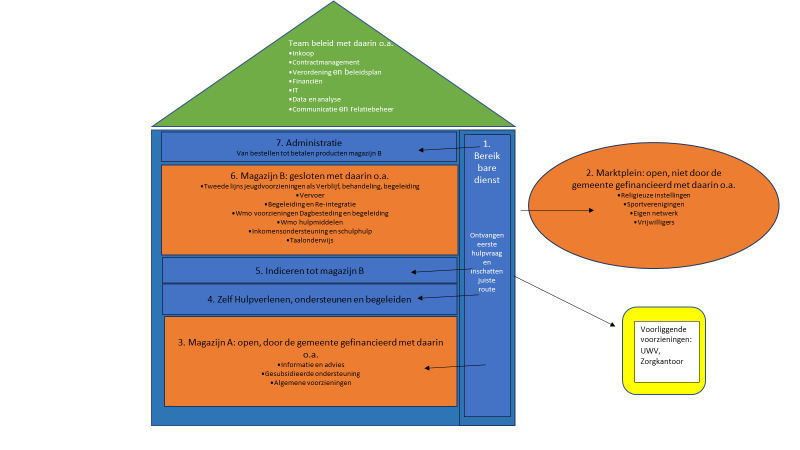 Team beleid met daarin o.a.
•Inkoop
•Contractmanagement
•Verordening en beleidsplan
•Financiën
•IT
•Data en analyse
•Communicatie en relatiebeheer
7. Administratie
Van bestellen tot betalen producten magazijn B
6. Magazijn B: gesloten met daarin o.a.
•Tweede lijns jeugdvoorzieningen als Verblijf, behandeling, begeleiding
•Vervoer
•Begeleiding en Re-integratie
•Wmo voorzieningen Dagbesteding en begeleiding
•Wmo hulpmiddelen
•Inkomensondersteuning en schulphulp
•Taalonderwijs
5. Indiceren tot magazijn B
4. Zelf Hulpverlenen, ondersteunen en begeleiden
3. Magazijn A: open, door de gemeente gefinancieerd met daarin
o.a.
•Informatie en advies
•Gesubsidieerde ondersteuning
•Algemene voorzieningen
1.
Bereik
bare
dienst
Ontvangen
eerste
hulpvraag
en
inschatten
juiste
route
2. Marktplein: open, niet door de
gemeente gefinancieerd met daarin o.a.
•Religieuze instellingen
•Sportverenigingen
•Eigen netwerk
•Vrijwilligers
Voorliggende
voorzieningen:
UWV,
Zorgkantoor